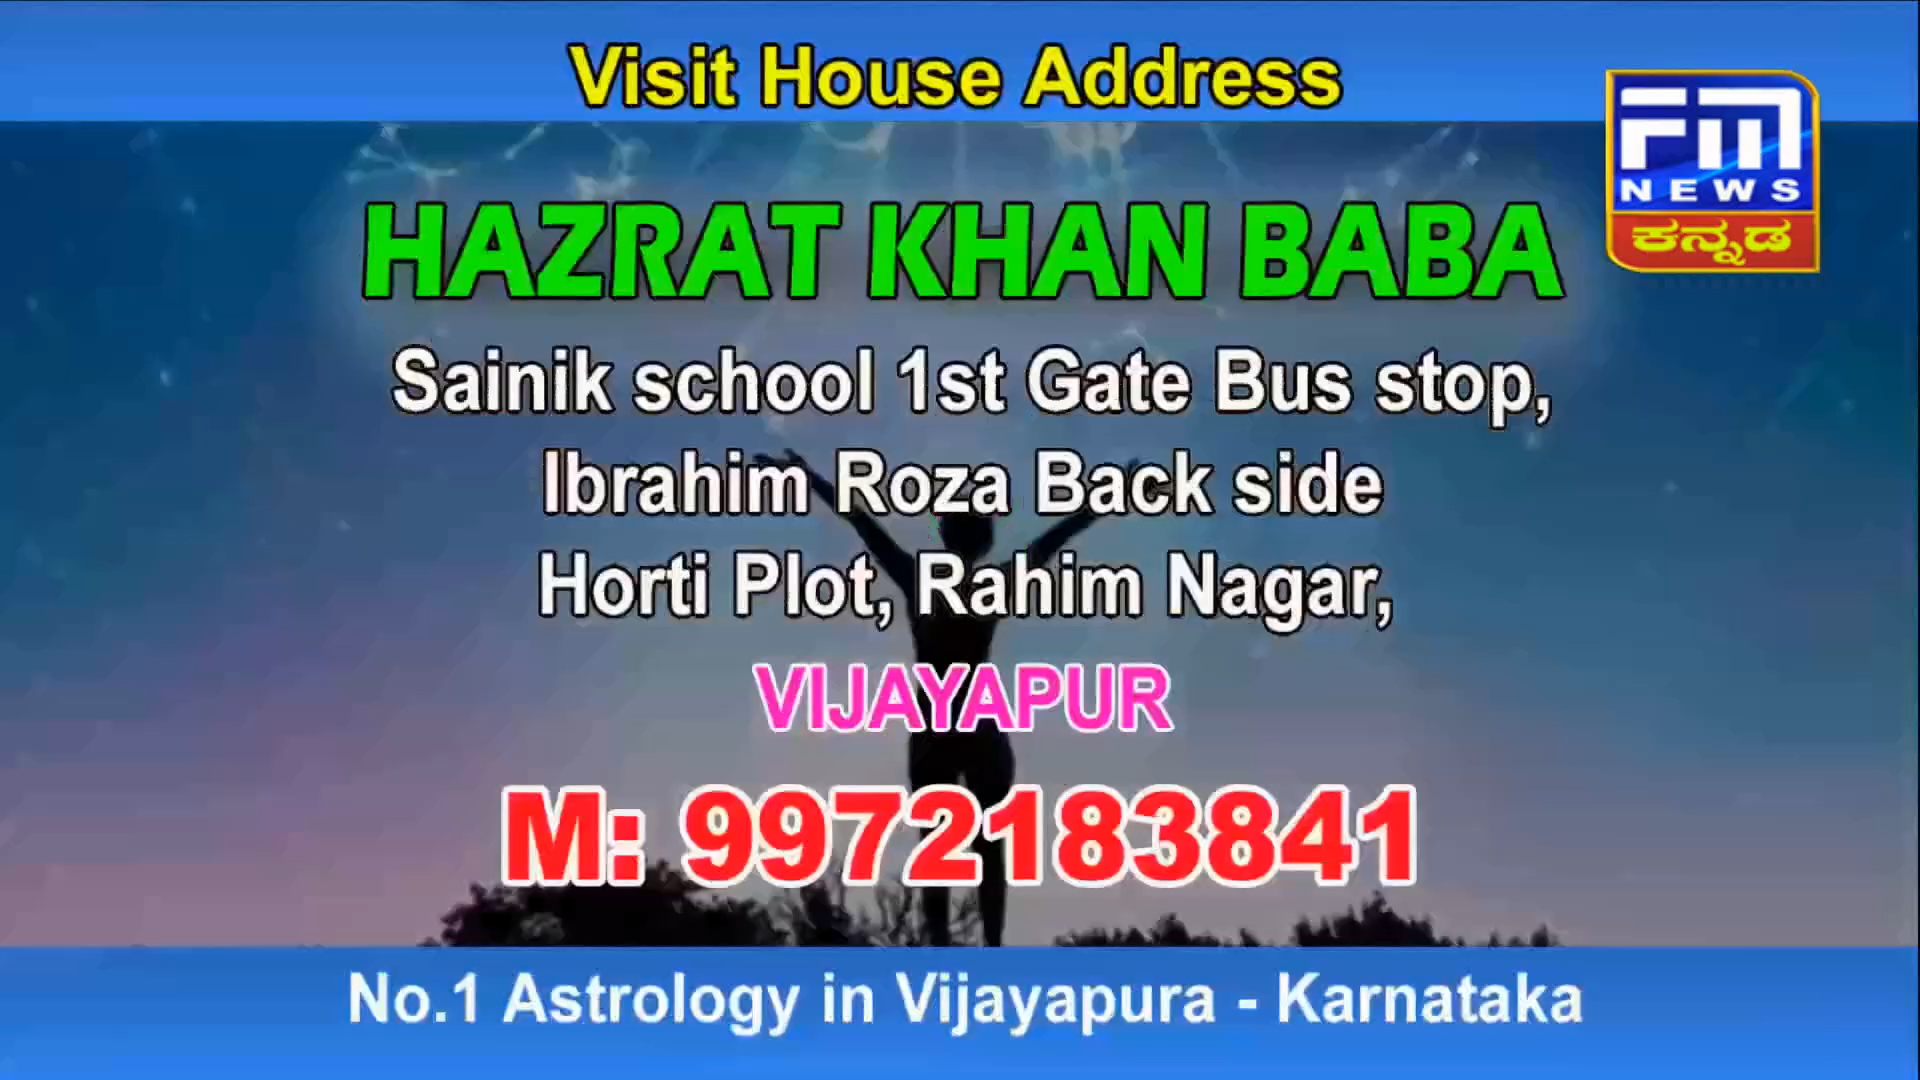 Visit House Address
FM
NEWS
ಕನ್ನಡ
HAZRAT KHAN BABA
Sainik school 1st Gate Bus stop,
Ibrahim Roza Back side
Horti Plot, Rahim Nagar,
VIJAYAPUR
M: 9972183841
No.1 Astrology in Vijayapura - Karnataka